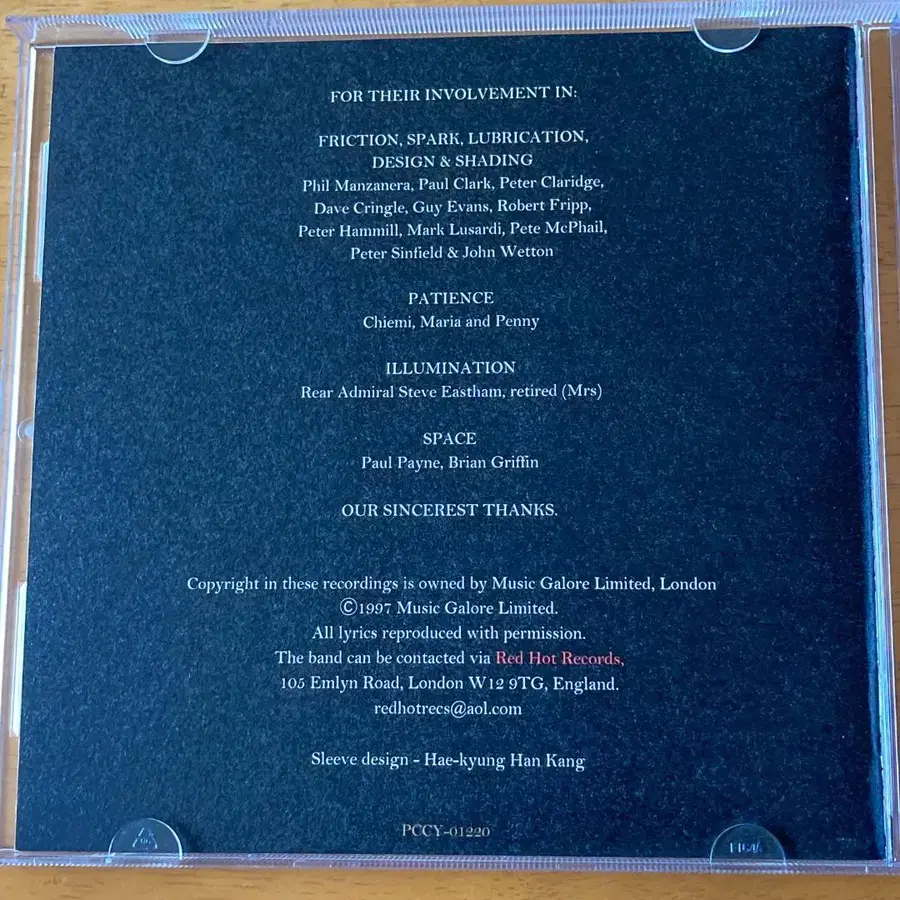 FOR THEIR INVOLVEMENT IN:
FRICTION, SPARK, LUBRICATION,
DESIGN & SHADING
Phil Manzanera, Paul Clark, Peter Claridge,
Dave Cringle, Guy Evans, Robert Fripp,
Peter Hammill, Mark Lusardi, Pete McPhail,
Peter Sinfield & John Wetton
PATIENCE
Chiemi, Maria and Penny
ILLUMINATION
Rear Admiral Steve Eastham, retired (Mrs)
SPACE
Paul Payne, Brian Griffin
OUR SINCEREST THANKS.
Copyright in these recordings is owned by Music Galore Limited, London
©1997 Music Galore Limited.
All lyrics reproduced with permission.
The band can be contacted via Red Hot Records,
105 Emlyn Road, London W12 9TG, England.
redhotrecs@aol.com
Sleeve design - Hae-kyung Han Kang
PCCY-01220